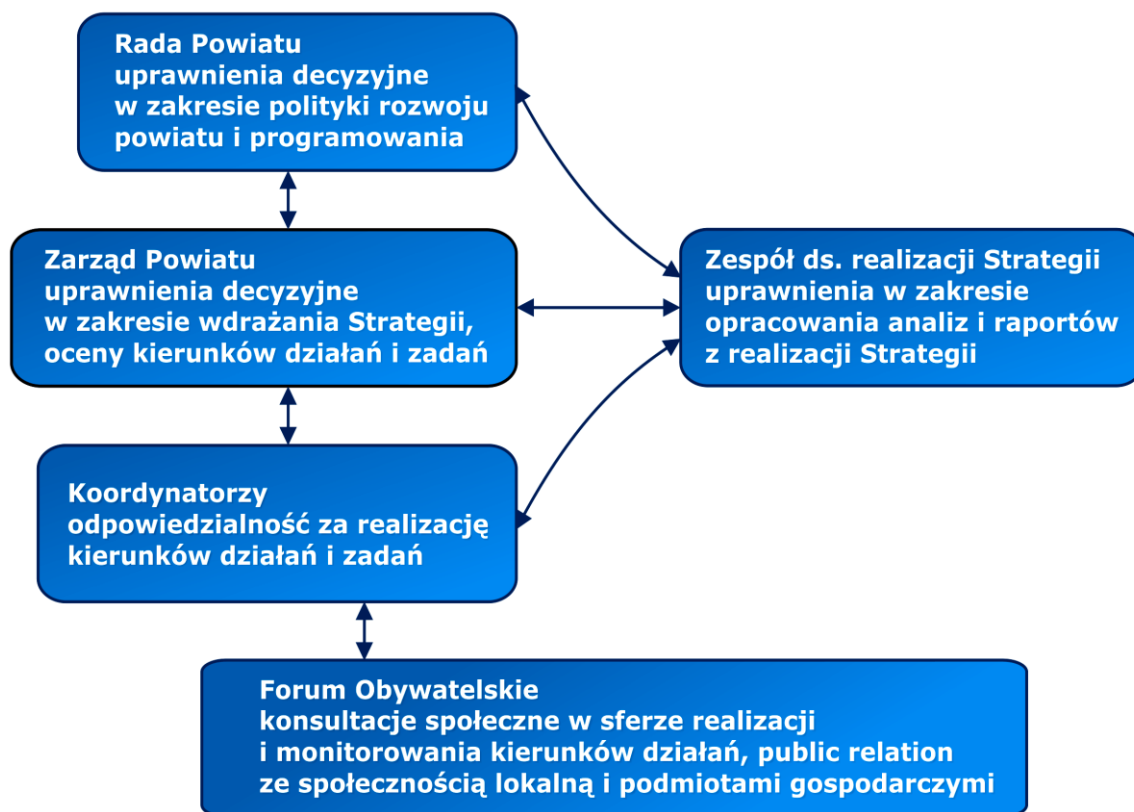 Rada Powiatu
uprawnienia decyzyjne
w zakresie polityki rozwoju
powiatu i programowania
Zarząd Powiatu
uprawnienia decyzyjne
w zakresie wdrażania Strategii,
oceny kierunków działań i zadań
Zespół ds. realizacji Strategii
uprawnienia w zakresie
opracowania analiz i raportów
z realizacji Strategii
Koordynatorzy
odpowiedzialność za realizację
kierunków działań i zadań
Forum Obywatelskie
konsultacje społeczne w sferze realizacji
i monitorowania kierunków działań, public relation
ze społecznością lokalną i podmiotami gospodarczymi